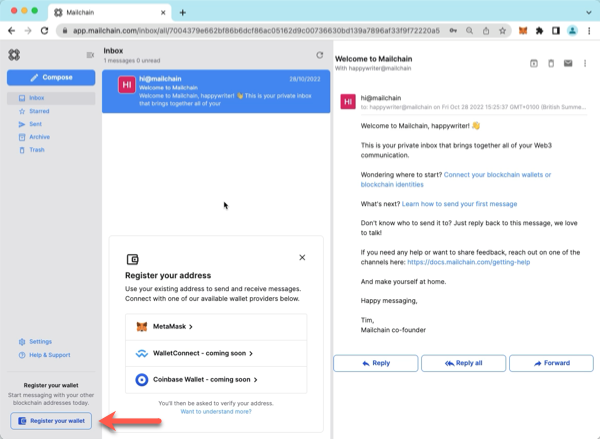 Mailchain
app.mailchain.com/inbox/all/7004379e662bf86b6dcf86ac05162d9c00736630bd139a7896af33f9f72220a5
Inbox
1 messages 0 unread
Compose
Inbox
Starred
Sent
Archive
Trash
Settings
Help & Support
Register your wallet
Start messaging with your other
blockchain addresses today.
Register your wallet
HI
hi@mailchain
28/10/2022
Welcome to Mailchain
Welcome to Mailchain, happywriter! 👋 This is your private inbox
that brings together all of your
Register your address
Use your existing address to send and receive messages.
Connect with one of our available wallet providers below.
MetaMask >
WalletConnect - coming soon >
Coinbase Wallet - coming soon >
You'll then be asked to verify your address.
Want to understand more?
Welcome to Mailchain
With happywriter@mailchain
HI
hi@mailchain
to: happywriter@mailchain on Fri Oct 28 2022 15:25:37 GMT+0100 (British Summe...
Welcome to Mailchain, happywriter! 👋
This is your private inbox that brings together all of your Web3
communication.
Wondering where to start? Connect your blockchain wallets or
blockchain identities
What's next? Learn how to send your first message
Don't know who to send it to? Just reply back to this message, we love
to talk!
If you need any help or want to share feedback, reach out on one of the
channels here: https://docs.mailchain.com/getting-help
And make yourself at home.
Happy messaging,
Tim,
Mailchain co-founder
Reply
Reply all
Forward